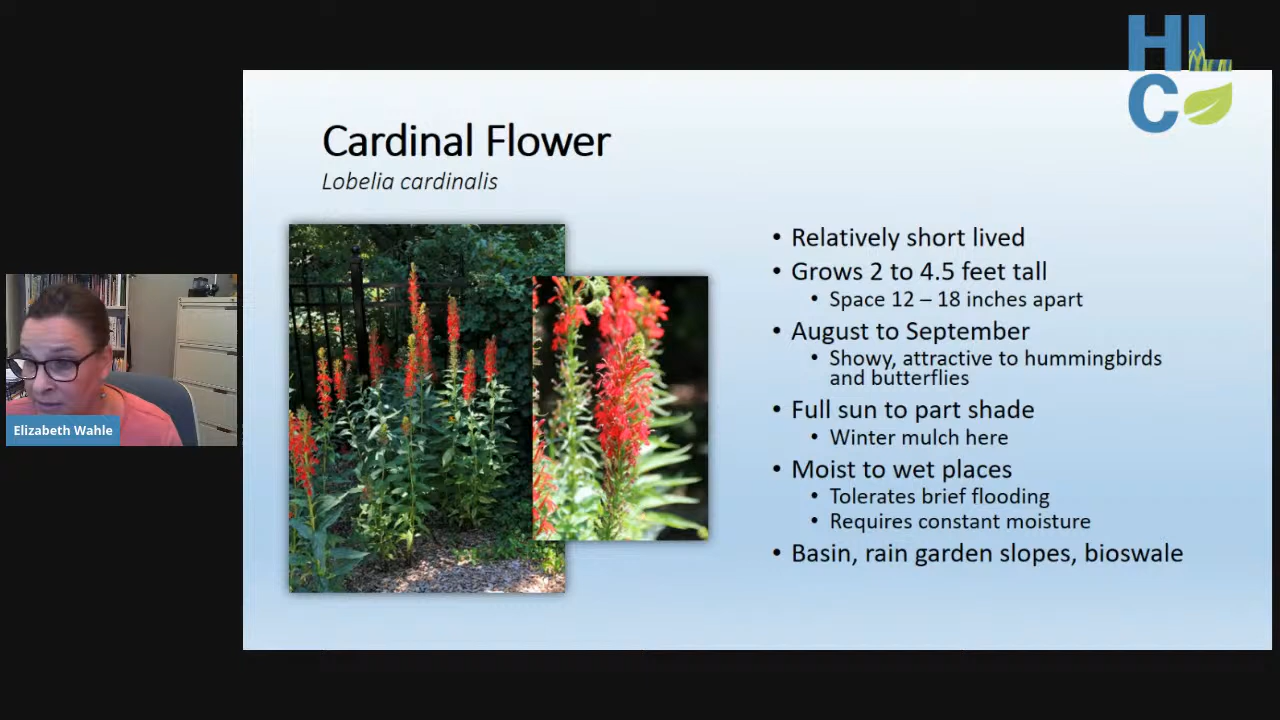 HL
C
Cardinal Flower
Lobelia cardinalis
• Relatively short lived
• Grows 2 to 4.5 feet tall
• Space 12 – 18 inches apart
• August to September
• Showy, attractive to hummingbirds
and butterflies
• Full sun to part shade
• Winter mulch here
• Moist to wet places
• Tolerates brief flooding
• Requires constant moisture
• Basin, rain garden slopes, bioswale
Elizabeth Wahle